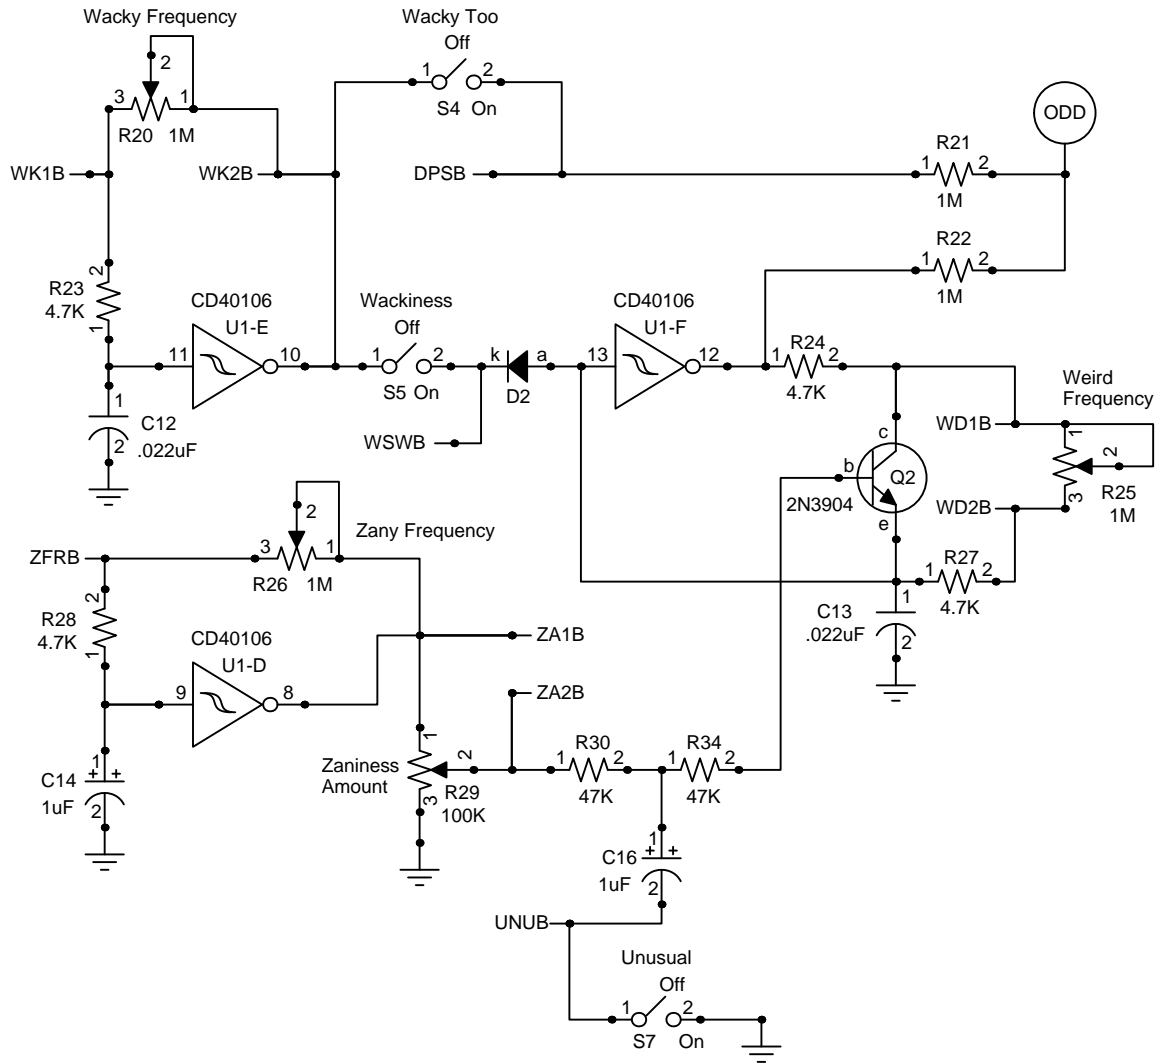 Wacky Frequency
2
3 1
R20 1M
Wacky Too
Off
1 2
S4 On
ODD
WK1B
WK2B
DPSB
R21
1 2
1M
R22
1 2
1M
2
R23
4.7K
1
CD40106
U1-E
11 10
Wackiness
Off
1 2
S5 On
k a
D2
WSWB
CD40106
U1-F
13 12
R24
1 2
4.7K
Weird
Frequency
WD1B
1
2
3
R25
1M
WD2B
c
b
Q2
2N3904
e
1
C12
.022uF
2
2
Zany Frequency
ZFRB
3 1
R26 1M
R27
1 2
4.7K
1
C13
.022uF
2
2
R28
4.7K
1
CD40106
U1-D
9 8
ZA1B
ZA2B
1
2
Zaniness
Amount
3
R29
100K
R30
1 2
47K
R34
1 2
47K
1
+ +
C14
1uF
2
1
+ +
C16
1uF
2
UNUB
Unusual
Off
1 2
S7 On